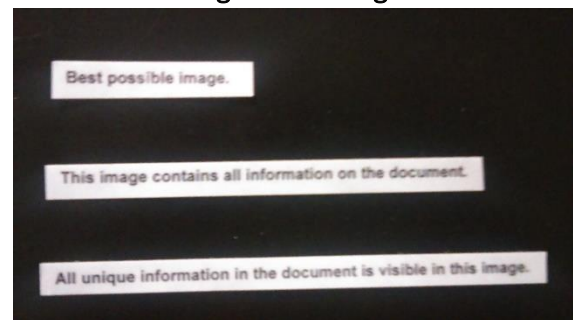 Best possible image.
This image contains all information on the document.
All unique information in the document is visible in this image.